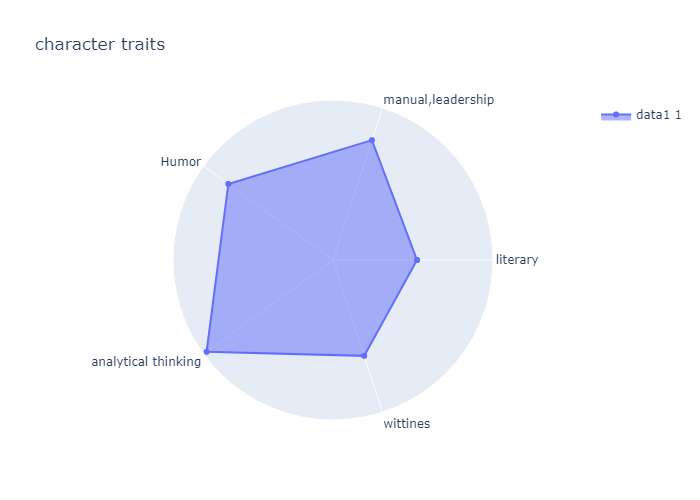 character traits
manual,leadership
data1 1
Humor
literary
analytical thinking
wittines